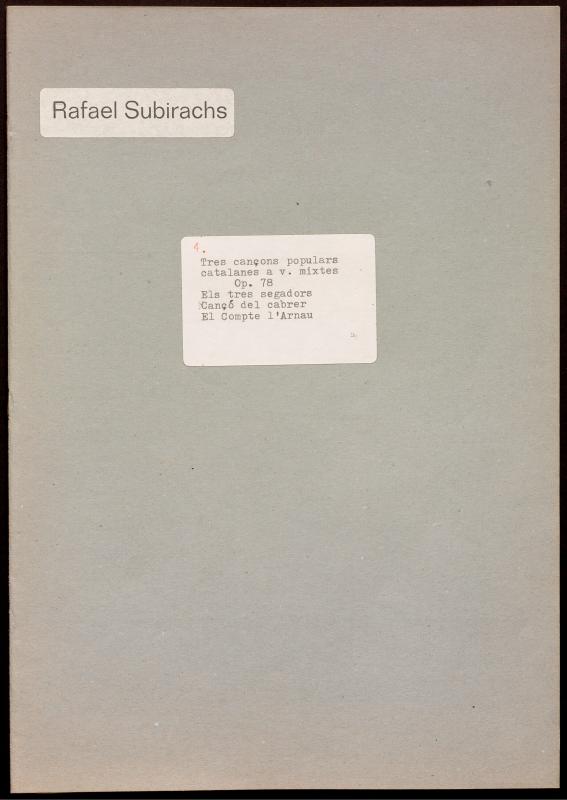 Rafael Subirachs
4.
Tres cançons populars
catalanes a v. mixtes
Op. 78
Els tres segadors
Cançó del cabrer
El Compte l'Arnau